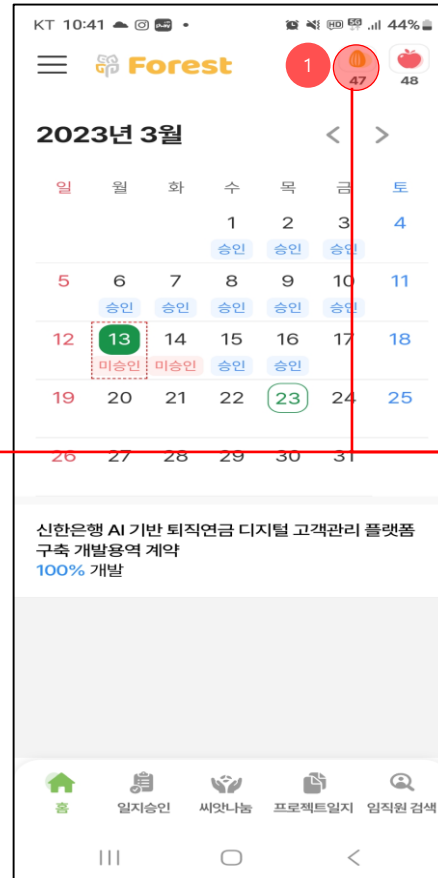 KT 10:41 44%
Forest
1
47 48
2023년 3월 < >
일 월 화 수 목 금 토
1 2 3 4
승인 승인 승인
5 6 7 8 9 10 11
승인 승인 승인 승인 승인
12 13 14 15 16 17 18
미승인 미승인 승인 승인
19 20 21 22 23 24 25
26 27 28 29 30 31
신한은행 AI 기반 퇴직연금 디지털 고객관리 플랫폼
구축 개발용역 계약
100% 개발
홈 일지승인 씨앗나눔 프로젝트일지 임직원 검색